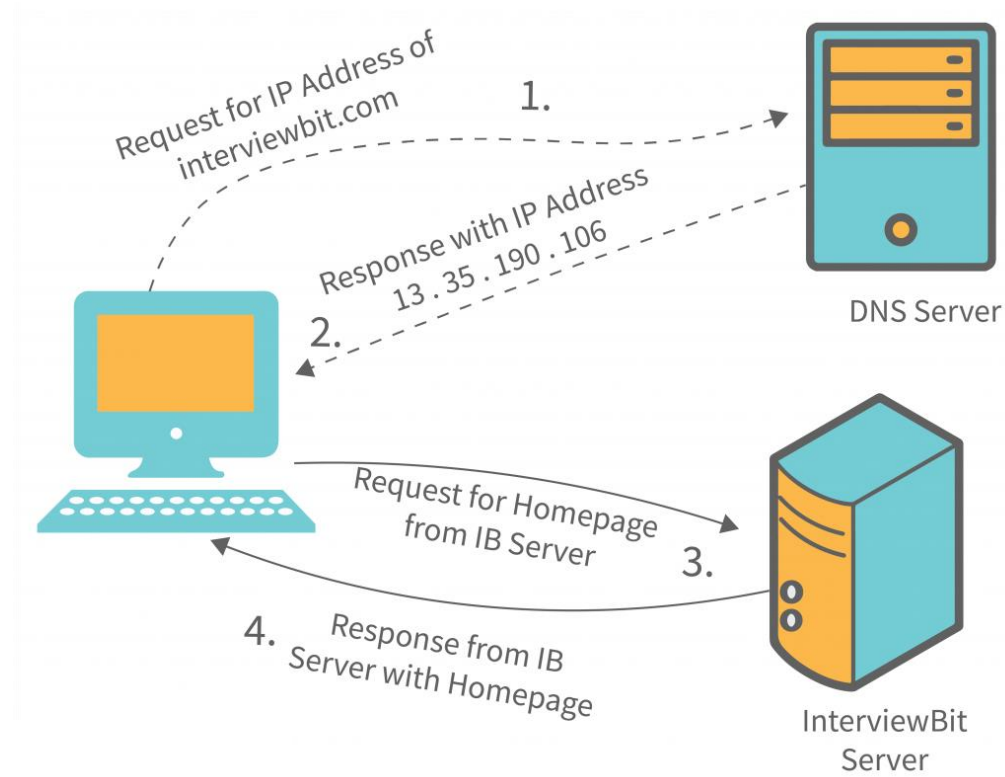 Request for IP Address of
interviewbit.com
1.
Response with IP Address
13 . 35 . 190 . 106
2.
DNS Server
Request for Homepage
from IB Server
3.
4.
Response from IB
Server with Homepage
InterviewBit
Server